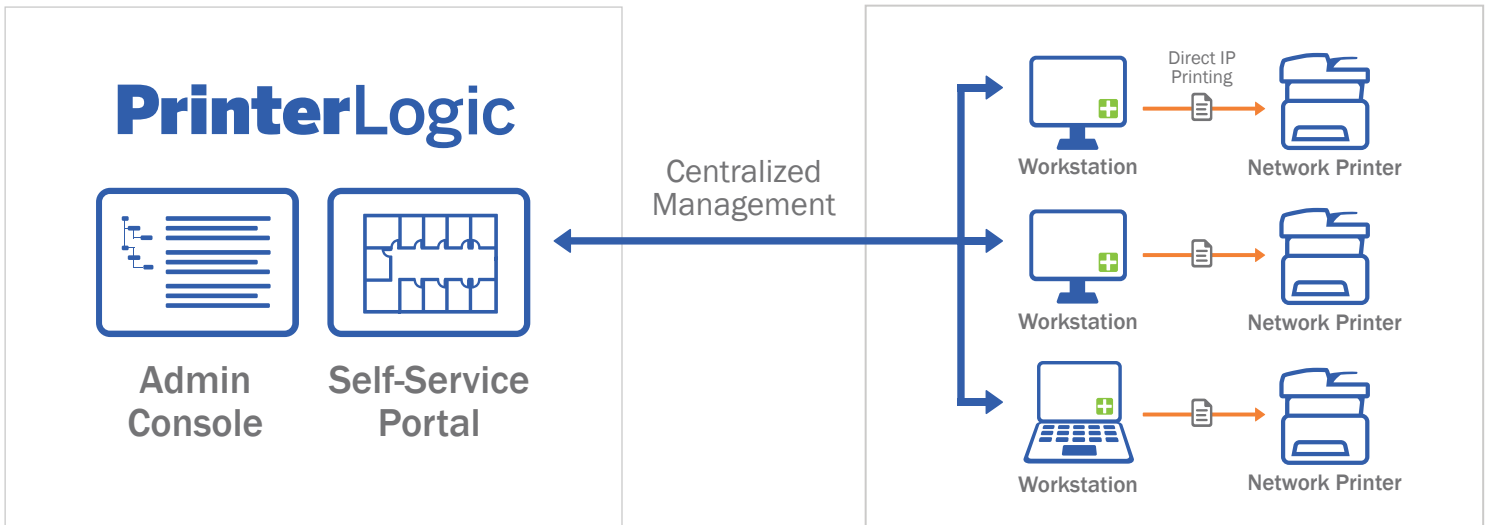 PrinterLogic
Admin
Console
Self-Service
Portal
Centralized
Management
Direct IP
Printing
Workstation
Network Printer
Workstation
Network Printer
Workstation
Network Printer